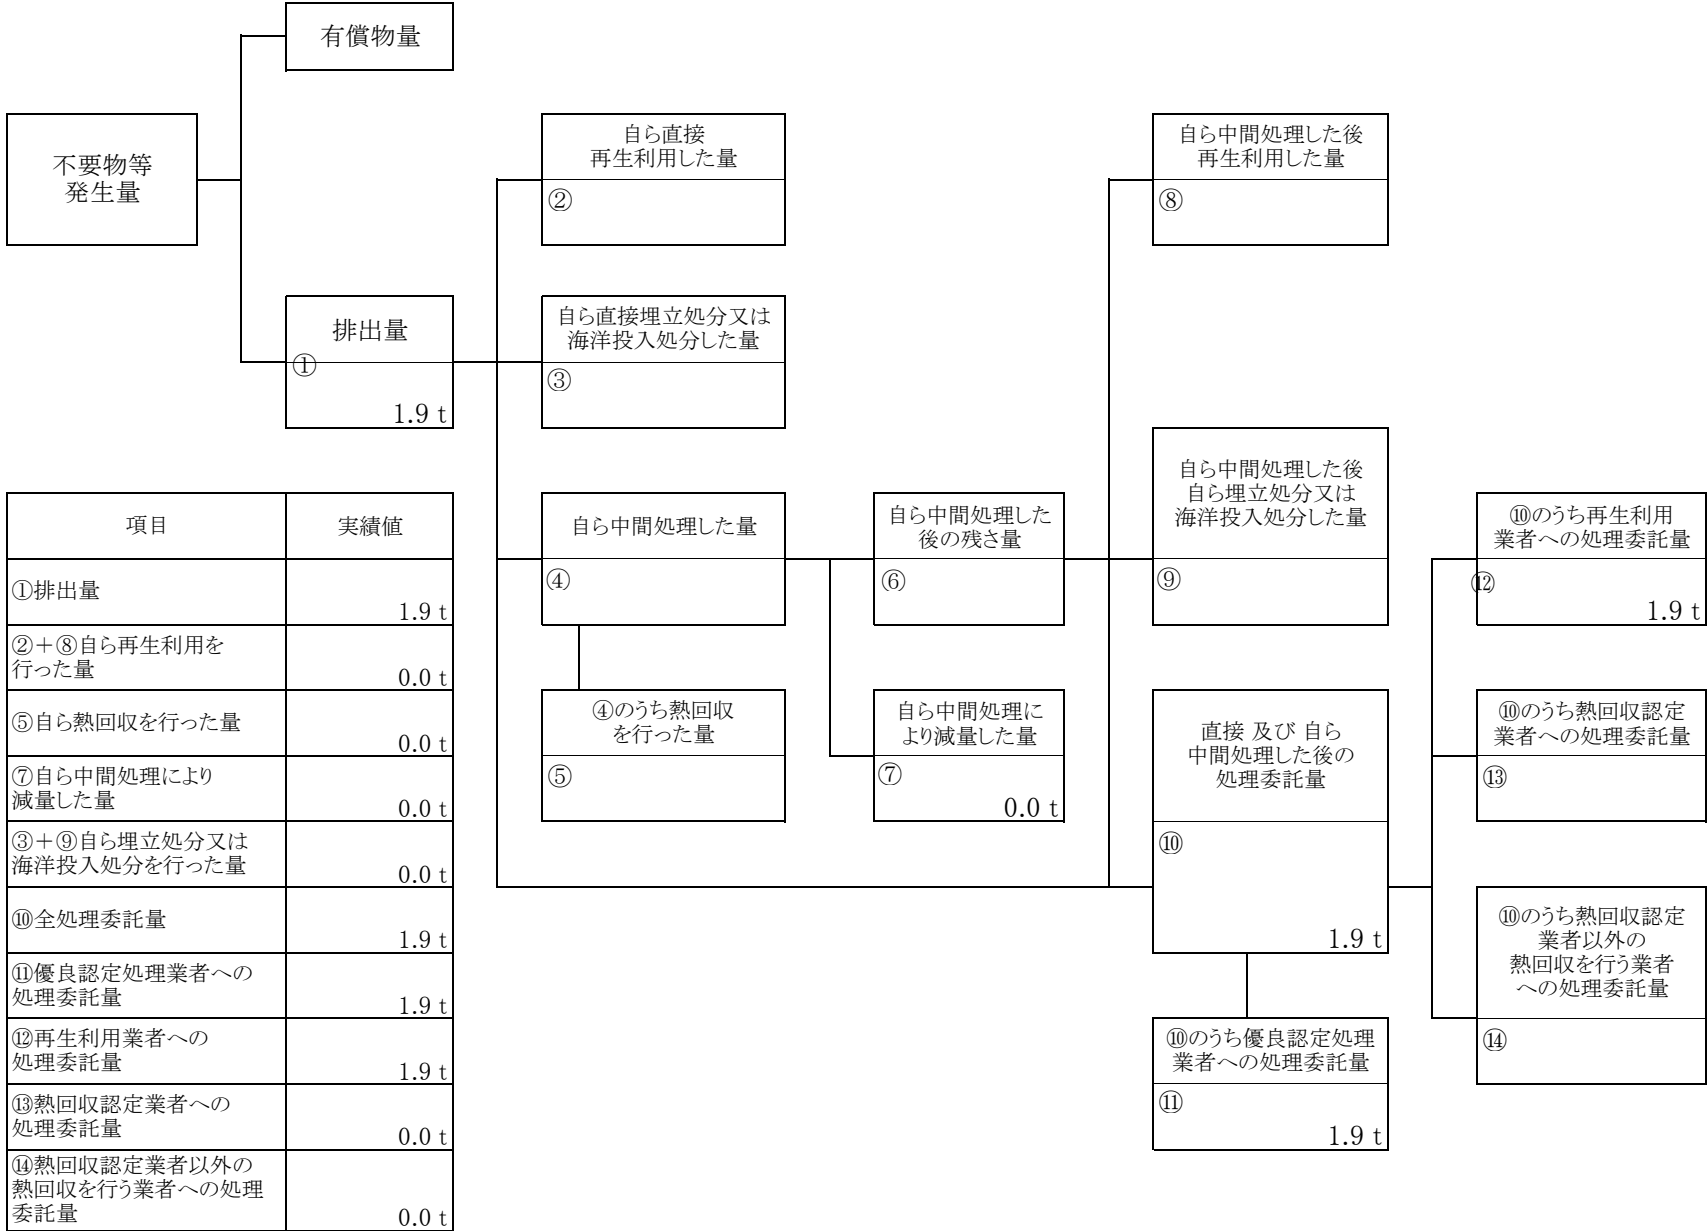 有償物量
不要物等
発生量
自ら直接
再生利用した量
②
自ら中間処理した後
再生利用した量
⑧
排出量
①
1.9 t
自ら直接埋立処分又は
海洋投入処分した量
③
自ら中間処理した量
④
自ら中間処理した
後の残さ量
⑥
自ら中間処理した後
自ら埋立処分又は
海洋投入処分した量
⑨
⑩のうち再生利用
業者への処理委託量
⑫
1.9 t
④のうち熱回収
を行った量
⑤
自ら中間処理に
より減量した量
⑦
0.0 t
直接 及び 自ら
中間処理した後の
処理委託量
⑩
1.9 t
⑩のうち熱回収認定
業者への処理委託量
⑬
⑩のうち熱回収認定
業者以外の
熱回収を行う業者
への処理委託量
⑭
⑩のうち優良認定処理
業者への処理委託量
⑪
1.9 t
項目 実績値
①排出量
1.9 t
②+⑧自ら再生利用を
行った量
0.0 t
⑤自ら熱回収を行った量
0.0 t
⑦自ら中間処理により
減量した量
0.0 t
③+⑨自ら埋立処分又は
海洋投入処分を行った量
0.0 t
⑩全処理委託量
1.9 t
⑪優良認定処理業者への
処理委託量
1.9 t
⑫再生利用業者への
処理委託量
1.9 t
⑬熱回収認定業者への
処理委託量
0.0 t
⑭熱回収認定業者以外の
熱回収を行う業者への処理
委託量
0.0 t